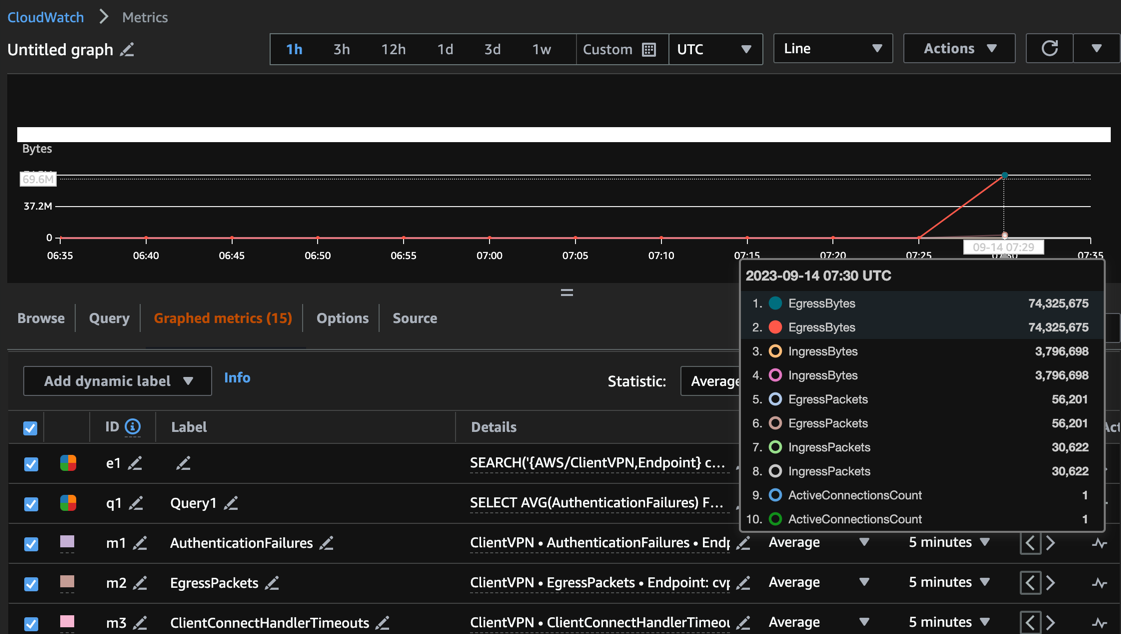 CloudWatch > Metrics
Untitled graph
1h 3h 12h 1d 3d 1w Custom UTC Line Actions
Bytes
69.6M
37.2M
0
06:35 06:40 06:45 06:50 06:55 07:00 07:05 07:10 07:15 07:20 07:25 07:35
09-14 07:29
2023-09-14 07:30 UTC
1. EgressBytes 74,325,675
2. EgressBytes 74,325,675
3. IngressBytes 3,796,698
4. IngressBytes 3,796,698
5. EgressPackets 56,201
6. EgressPackets 56,201
7. IngressPackets 30,622
8. IngressPackets 30,622
9. ActiveConnectionsCount 1
10. ActiveConnectionsCount 1
Browse Query Graphed metrics (15) Options Source
Add dynamic label Info Statistic: Average
ID Label Details
e1 SEARCH('{AWS/ClientVPN,Endpoint} c...
q1 Query1 SELECT AVG(AuthenticationFailures) F...
m1 AuthenticationFailures ClientVPN • AuthenticationFailures • Endp Average 5 minutes
m2 EgressPackets ClientVPN • EgressPackets • Endpoint: cvp Average 5 minutes
m3 ClientConnectHandlerTimeouts ClientVPN • ClientConnectHandlerTimeou Average 5 minutes